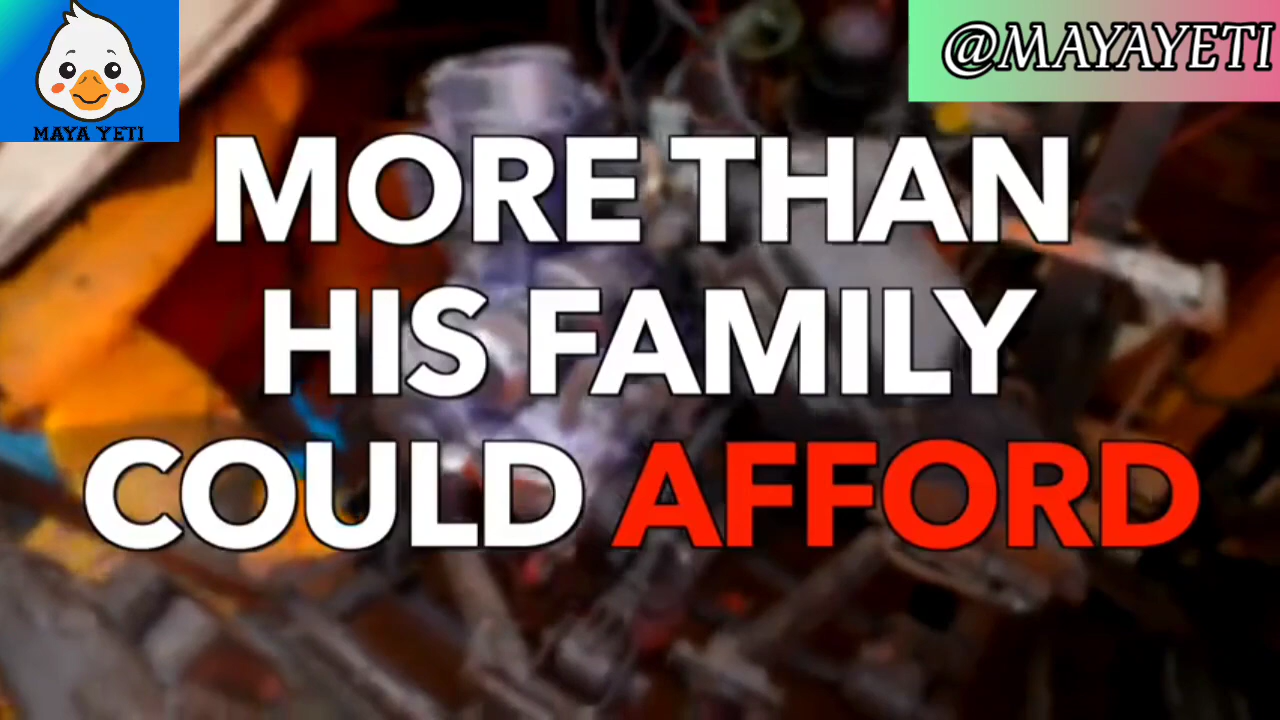 MAYA YETI
@MAYAYETI
MORE THAN
HIS FAMILY
COULD AFFORD